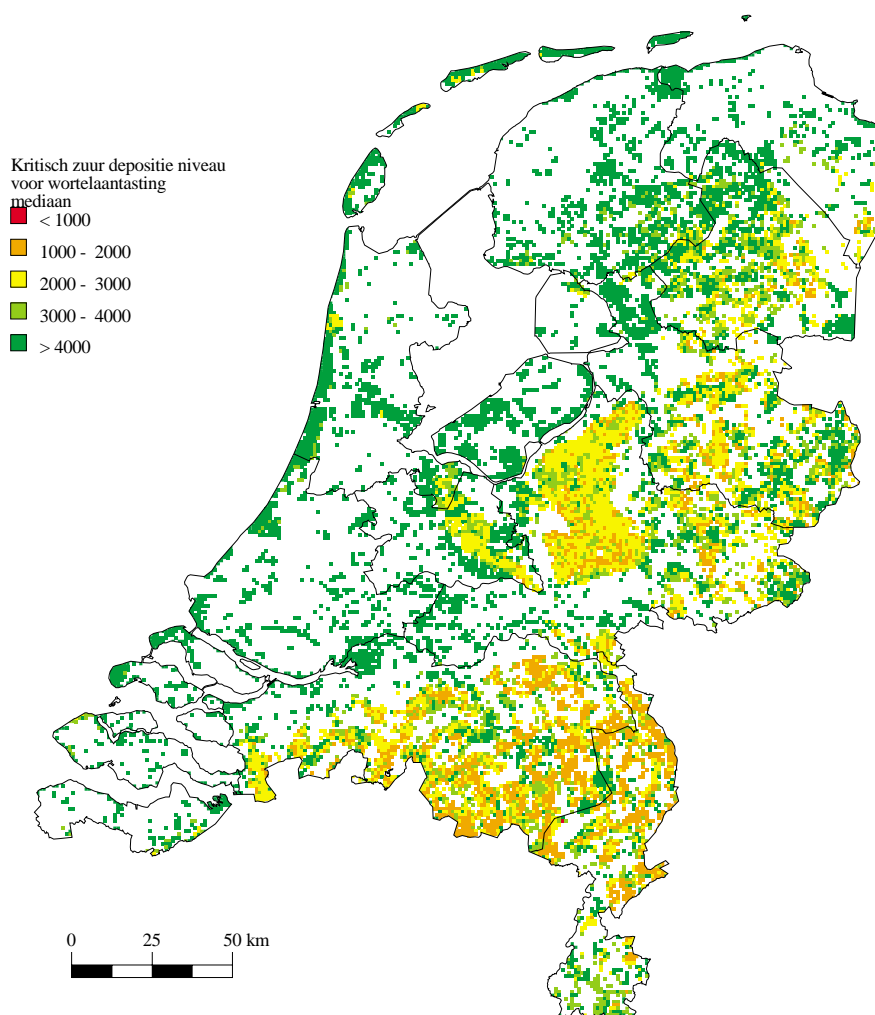 Kritisch zuur depositie niveau
voor wortelaantasting
mediaan
< 1000
1000 - 2000
2000 - 3000
3000 - 4000
> 4000
0 25 50 km